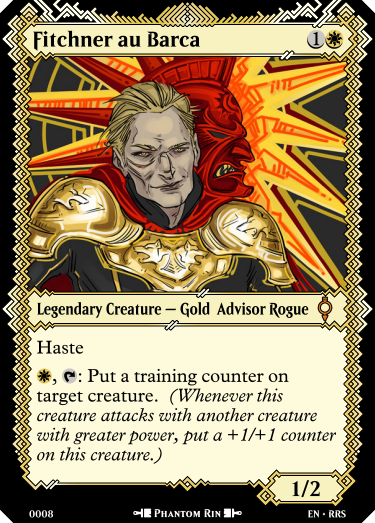 Fitchner au Barca 1
Legendary Creature — Gold Advisor Rogue
Haste
, : Put a training counter on
target creature. (Whenever this
creature attacks with another creature
with greater power, put a +1/+1 counter
on this creature.)
1/2
0008 Phantom Rin EN • RRS